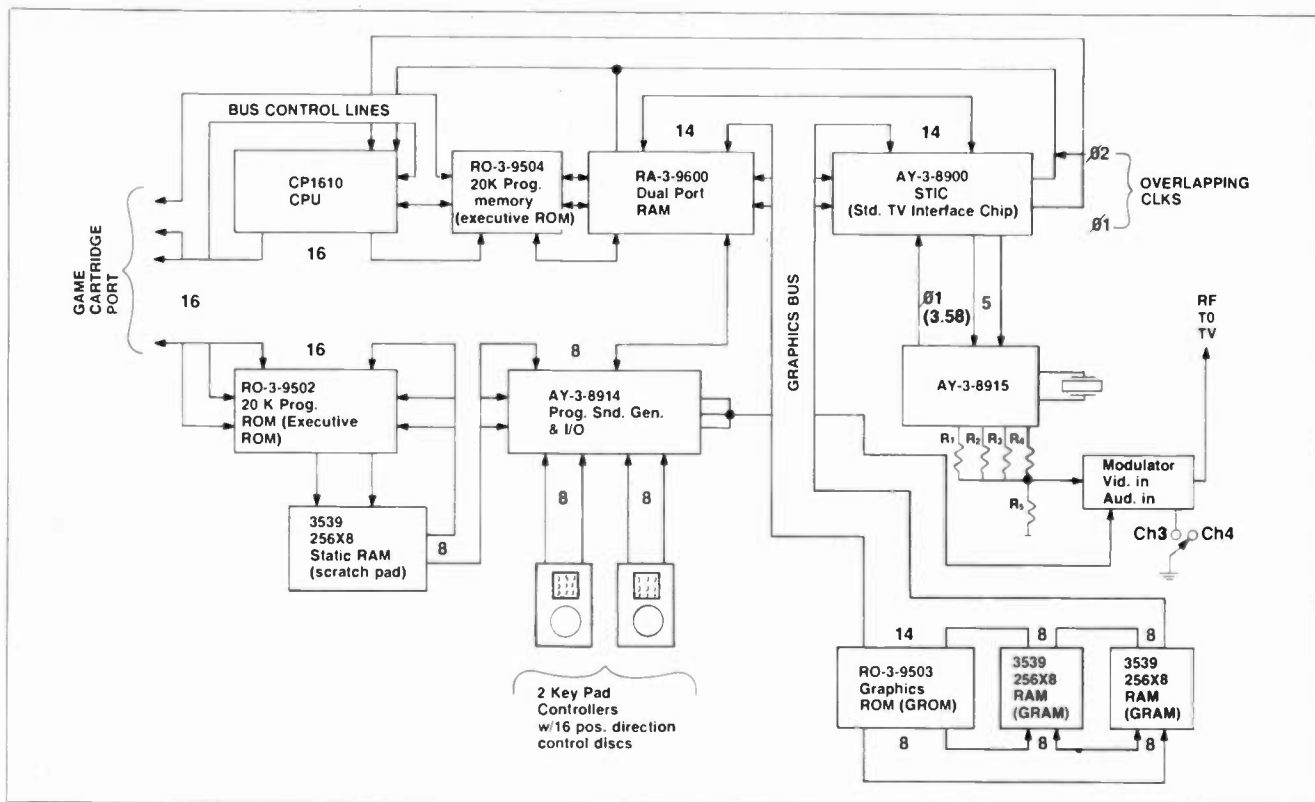 BUS CONTROL LINES
CP1610
CPU
16
RO-3-9504
20K Prog.
memory
(executive ROM)
14
RA-3-9600
Dual Port
RAM
14
AY-3-8900
STIC
(Std. TV Interface Chip)
Ø2
Ø1
OVERLAPPING
CLKS
GAME
CARTRIDGE
PORT
16
16
RO-3-9502
20 K Prog.
ROM (Executive
ROM)
3539
256X8
Static RAM
(scratch pad)
8
8
AY-3-8914
Prog. Snd. Gen.
& I/O
8
8
2 Key Pad
Controllers
w/16 pos. direction
control discs
GRAPHICS BUS
Ø1
(3.58)
5
AY-3-8915
R1
R2
R3
R4
R5
RF
TO
TV
Modulator
Vid. in
Aud. in
Ch3
Ch4
14
RO-3-9503
Graphics
ROM (GROM)
8
8
3539
256X8
RAM
(GRAM)
8
8
3539
256X8
RAM
(GRAM)
8